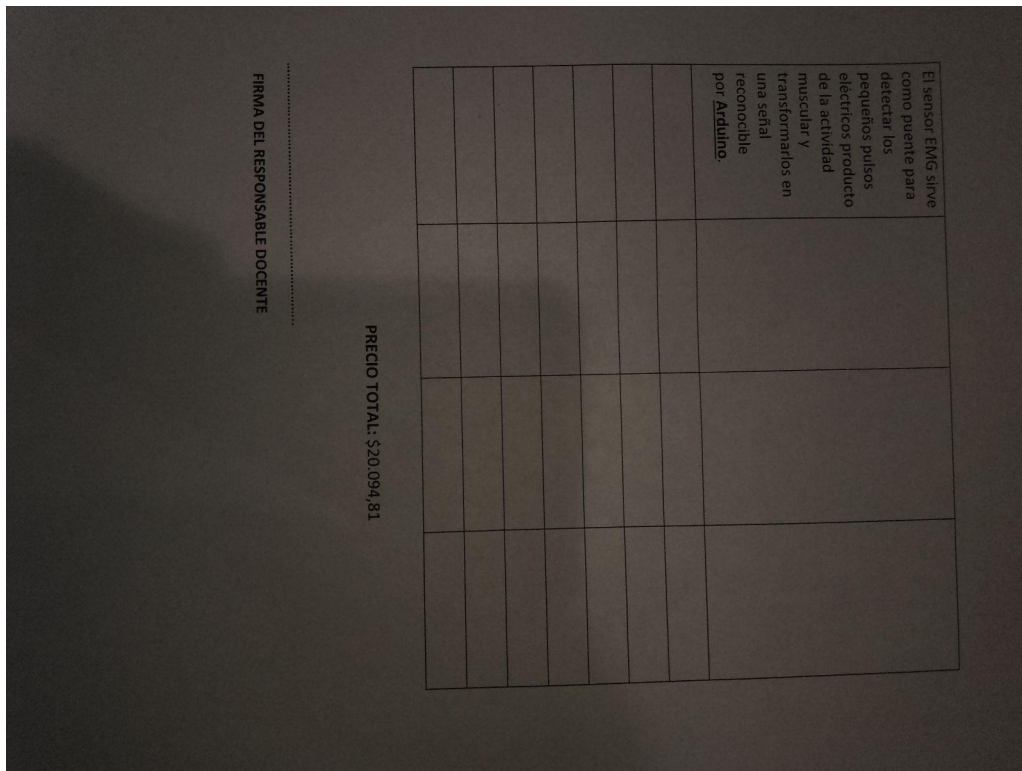 El sensor EMG sirve
como puente para
detectar los
pequeños pulsos
eléctricos producto
de la actividad
muscular y
transformarlos en
una señal
reconocible
por Arduino.
PRECIO TOTAL: $20.094,81
................................................................
FIRMA DEL RESPONSABLE DOCENTE